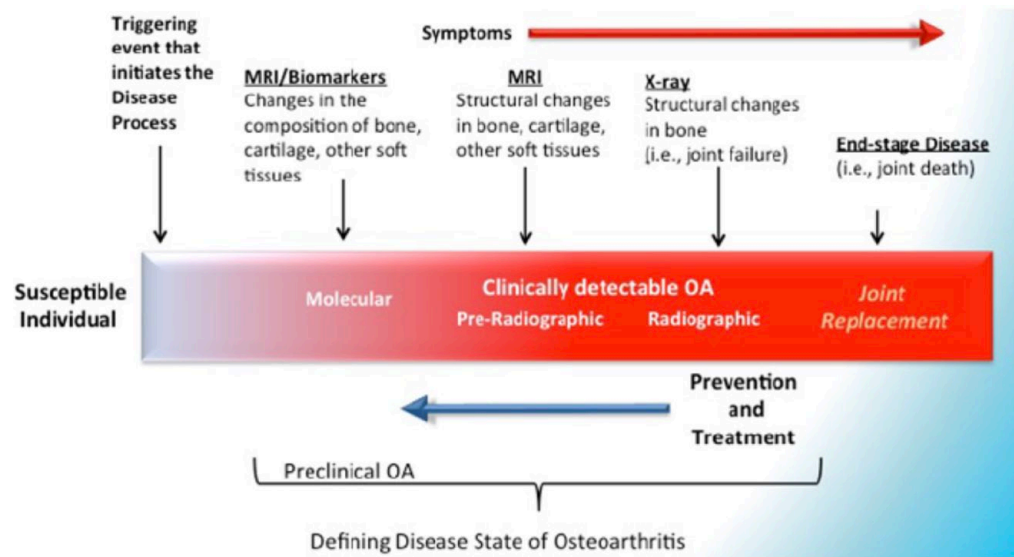 Triggering
event that
initiates the
Disease
Process
Symptoms
MRI/Biomarkers
Changes in the
composition of bone,
cartilage, other soft
tissues
MRI
Structural changes
in bone, cartilage,
other soft tissues
X-ray
Structural changes
in bone
(i.e., joint failure)
End-stage Disease
(i.e., joint death)
Susceptible
Individual
Molecular
Clinically detectable OA
Pre-Radiographic
Radiographic
Joint
Replacement
Prevention
and
Treatment
Preclinical OA
Defining Disease State of Osteoarthritis